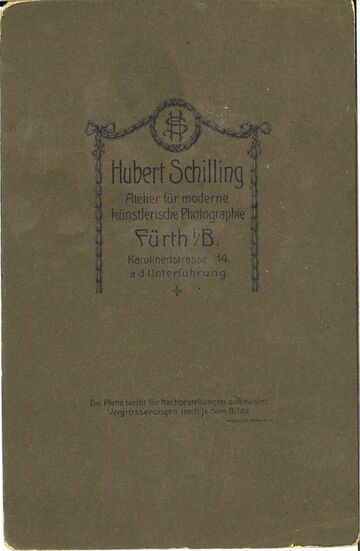 HS
Hubert Schilling
Atelier für moderne
künstlerische Photographie
Fürth i/B.
Karolinenstrasse 14.
a.d. Unterführung.
Die Platte bleibt für Nachbestellungen aufbewahrt
Vergrösserungen nach jedem Bilde